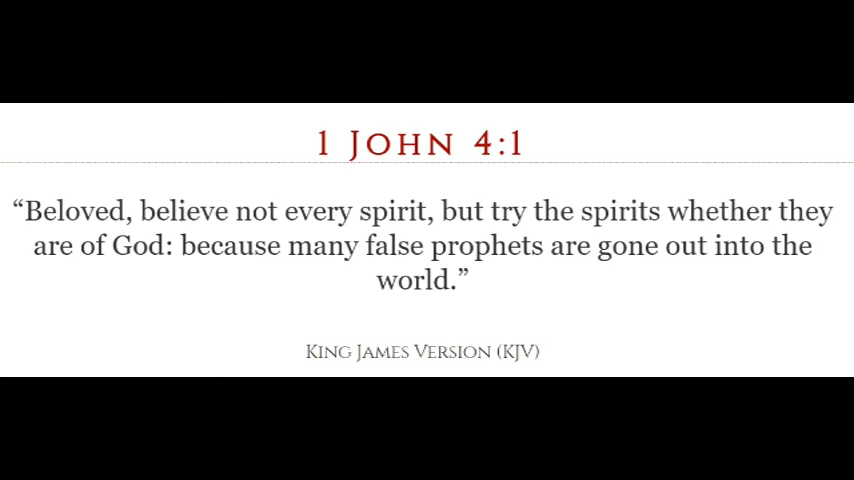 1 John 4:1
“Beloved, believe not every spirit, but try the spirits whether they
are of God: because many false prophets are gone out into the
world.”
King James Version (KJV)